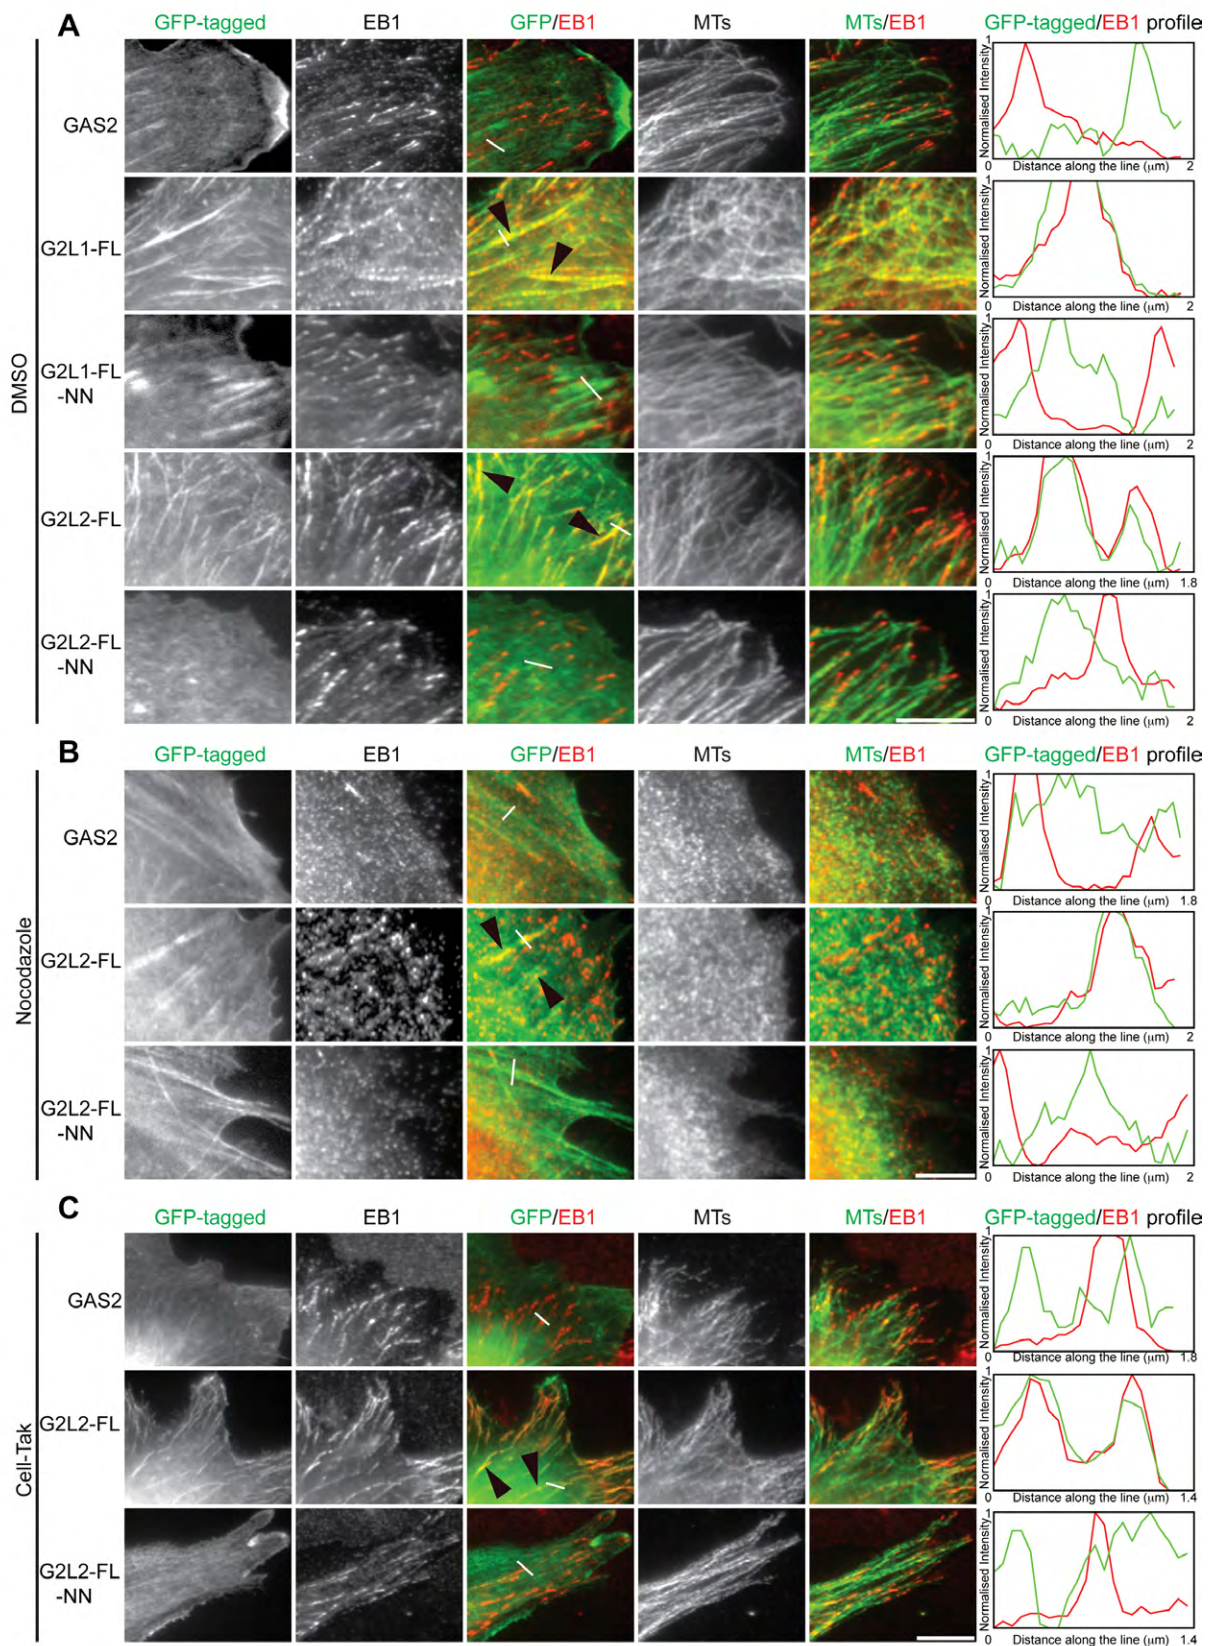 A
GFP-tagged EB1 GFP/EB1 MTs MTs/EB1 GFP-tagged/EB1 profile
DMSO
GAS2
Normalised Intensity
1
0 Distance along the line (µm) 2
G2L1-FL
Normalised Intensity
1
0 Distance along the line (µm) 2
G2L1-FL
-NN
Normalised Intensity
1
0 Distance along the line (µm) 2
G2L2-FL
Normalised Intensity
1
0 Distance along the line (µm) 1.8
G2L2-FL
-NN
Normalised Intensity
1
0 Distance along the line (µm) 2
B
GFP-tagged EB1 GFP/EB1 MTs MTs/EB1 GFP-tagged/EB1 profile
Nocodazole
GAS2
Normalised Intensity
1
0 Distance along the line (µm) 1.8
G2L2-FL
Normalised Intensity
1
0 Distance along the line (µm) 2
G2L2-FL
-NN
Normalised Intensity
1
0 Distance along the line (µm) 2
C
GFP-tagged EB1 GFP/EB1 MTs MTs/EB1 GFP-tagged/EB1 profile
Cell-Tak
GAS2
Normalised Intensity
1
0 Distance along the line (µm) 1.8
G2L2-FL
Normalised Intensity
1
0 Distance along the line (µm) 1.4
G2L2-FL
-NN
Normalised Intensity
1
0 Distance along the line (µm) 1.4